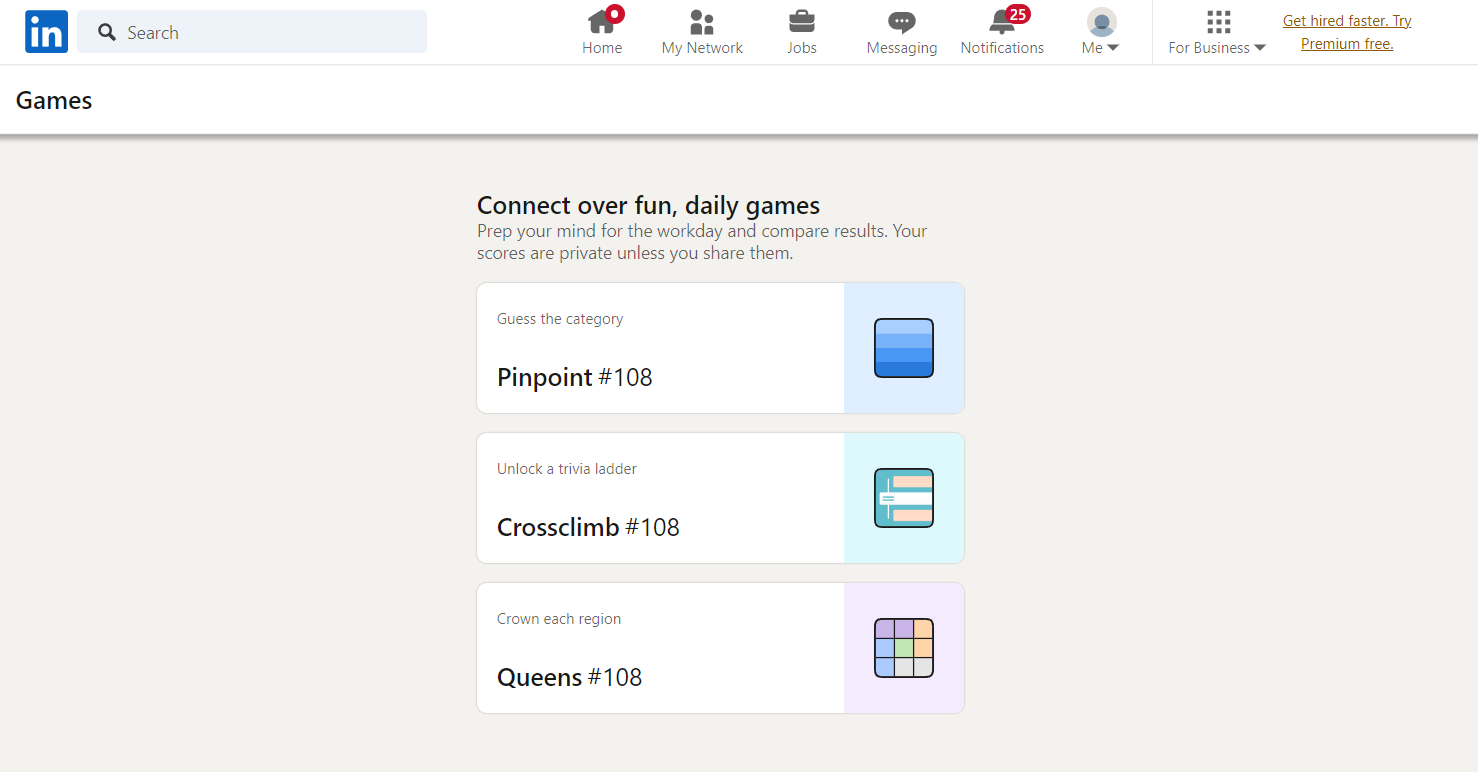 in
Search
Home
My Network
Jobs
Messaging
25
Notifications
Me
For Business
Get hired faster. Try
Premium free.
Games
Connect over fun, daily games
Prep your mind for the workday and compare results. Your
scores are private unless you share them.
Guess the category
Pinpoint #108
Unlock a trivia ladder
Crossclimb #108
Crown each region
Queens #108